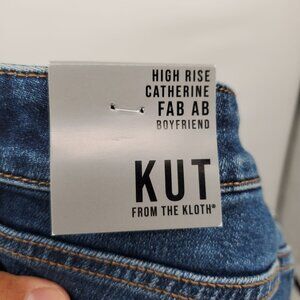 HIGH RISE
CATHERINE
FAB AB
BOYFRIEND
KUT
FROM THE KLOTH®